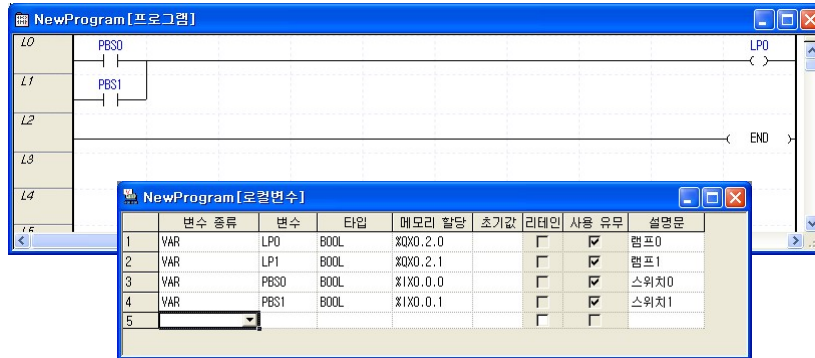 NewProgram[프로그램]
L0 PBS0 LP0
L1 PBS1
L2 END
L3
L4
NewProgram[로컬변수]
변수 종류 변수 타입 메모리 할당 초기값 리테인 사용 유무 설명문
1 VAR LP0 BOOL %QX0.2.0 램프0
2 VAR LP1 BOOL %QX0.2.1 램프1
3 VAR PBS0 BOOL %IX0.0.0 스위치0
4 VAR PBS1 BOOL %IX0.0.1 스위치1
5